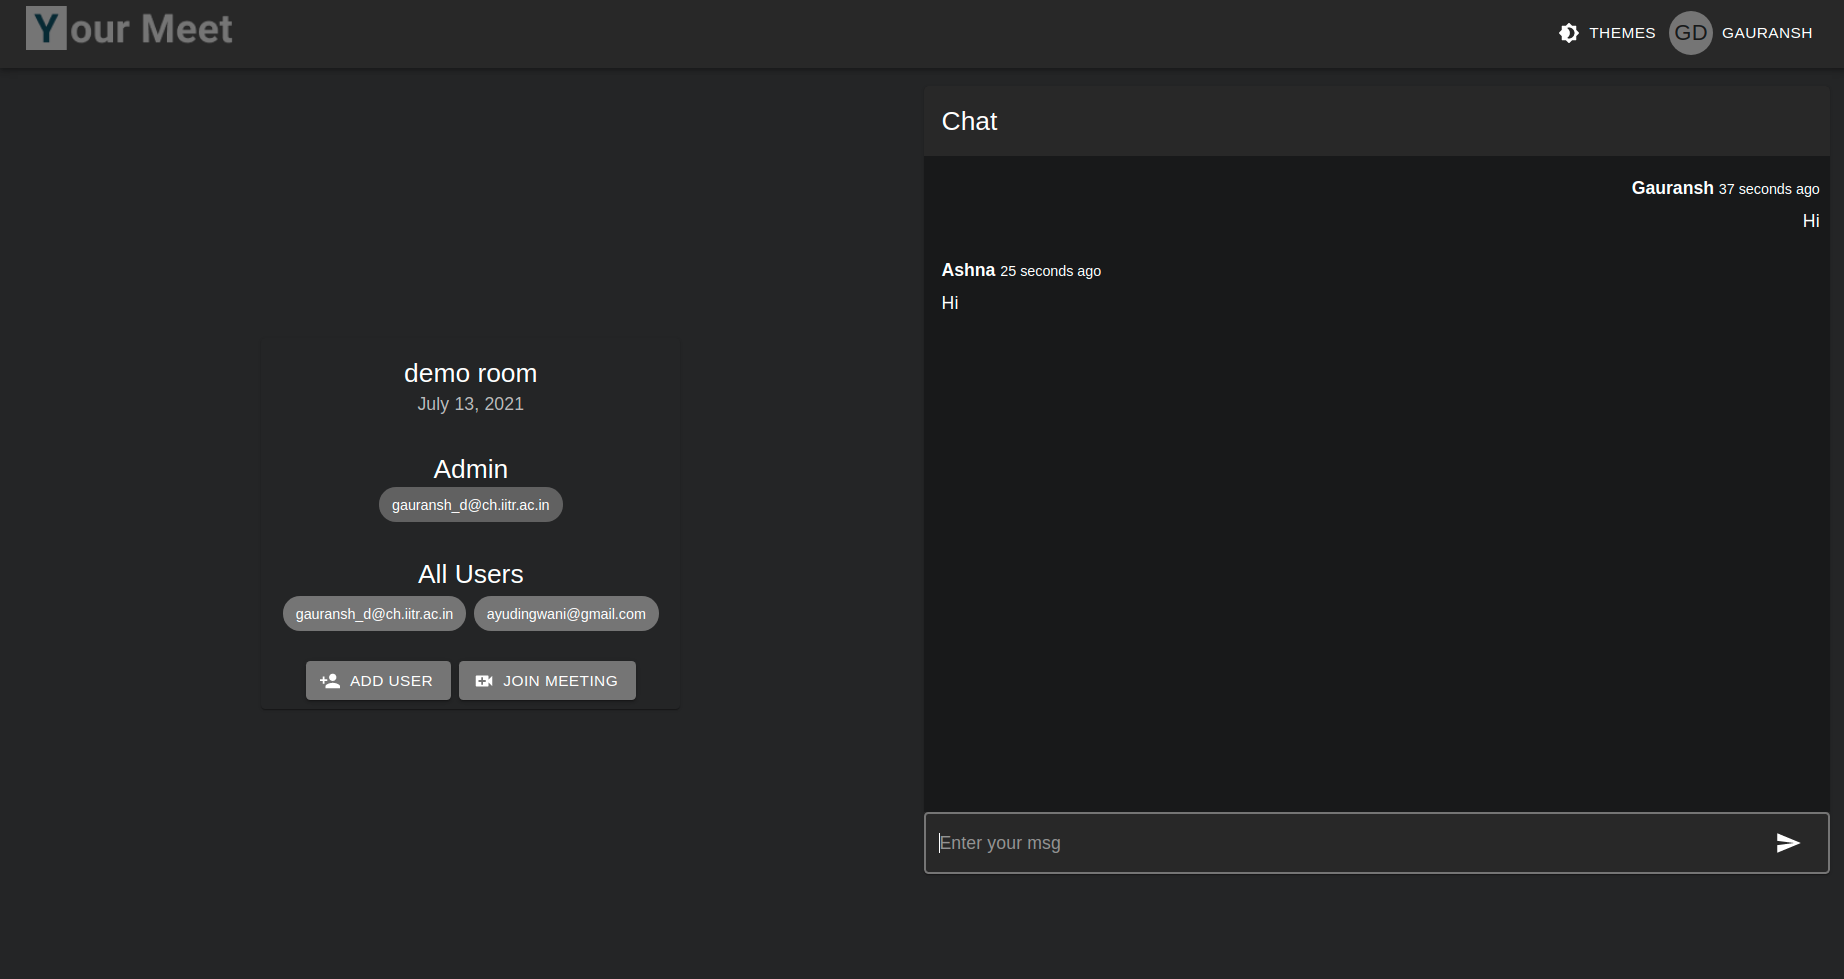 Your Meet
THEMES
GD GAURANSH
demo room
July 13, 2021
Admin
gauransh_d@ch.iitr.ac.in
All Users
gauransh_d@ch.iitr.ac.in ayudingwani@gmail.com
ADD USER JOIN MEETING
Chat
Gauransh 37 seconds ago
Hi
Ashna 25 seconds ago
Hi
Enter your msg